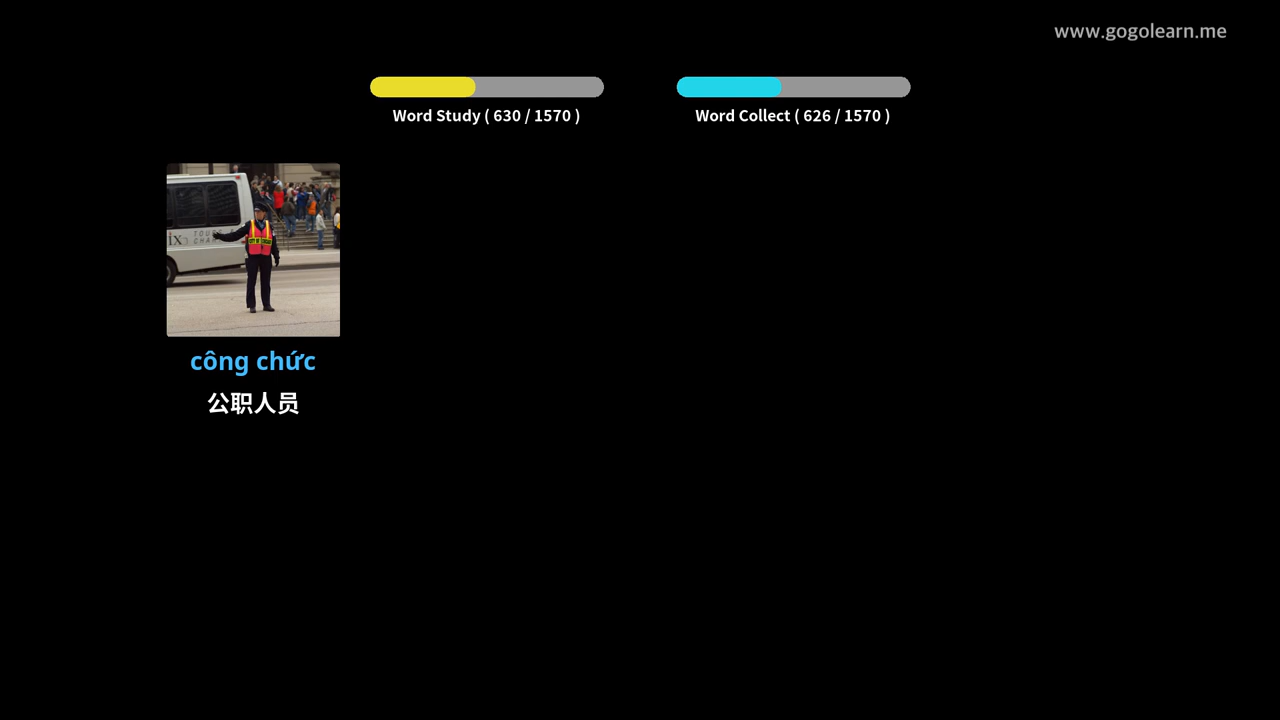 www.gogolearn.me
Word Study ( 630 / 1570 )
Word Collect ( 626 / 1570 )
công chức
公职人员